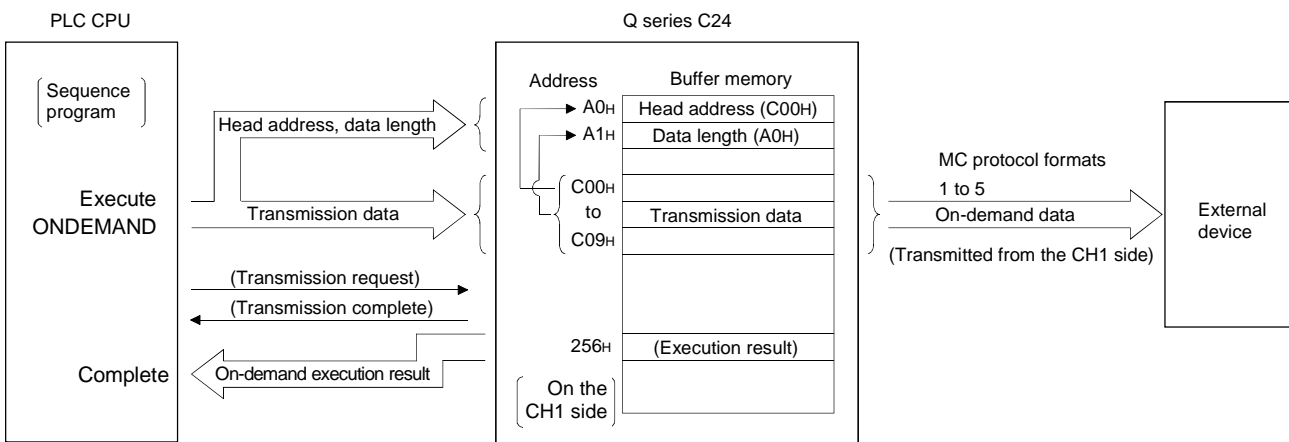 PLC CPU
Q series C24
Sequence
program
Address
Buffer memory
A0H
Head address (C00H)
Head address, data length
A1H
Data length (A0H)
MC protocol formats
1 to 5
Execute
ONDEMAND
Transmission data
C00H
to
C09H
Transmission data
On-demand data
(Transmitted from the CH1 side)
External
device
(Transmission request)
(Transmission complete)
256H
(Execution result)
Complete
On-demand execution result
On the
CH1 side